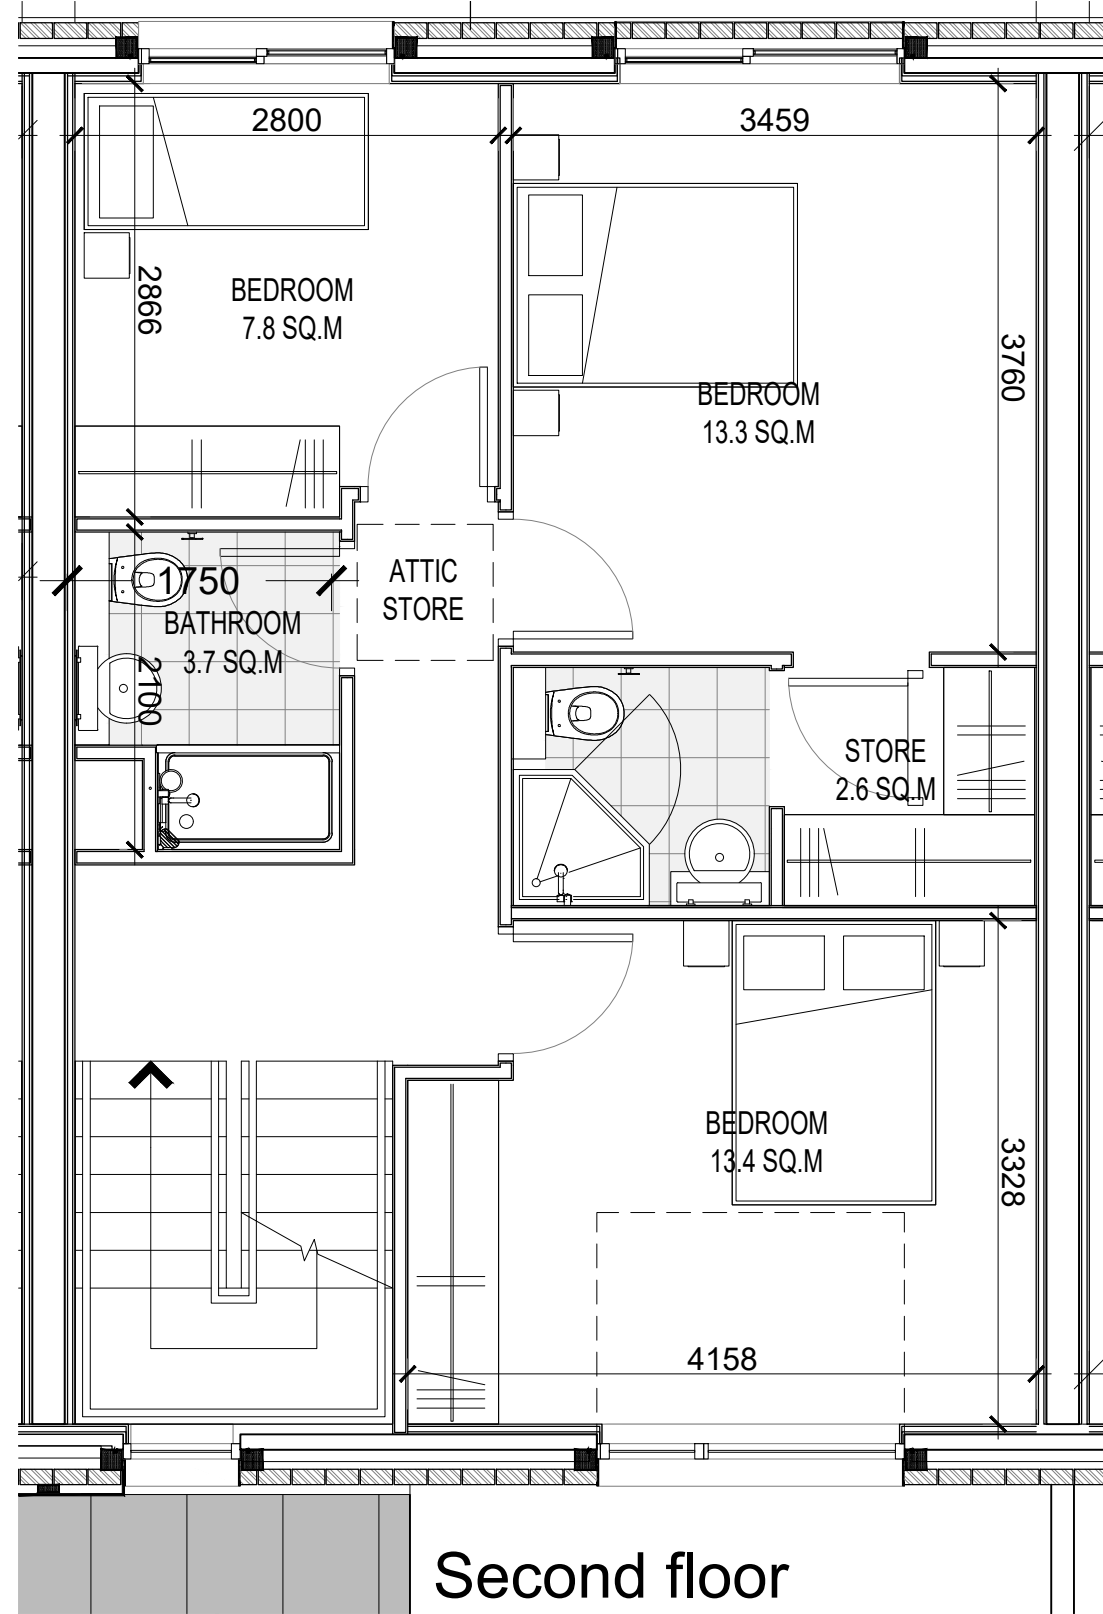 2800
3459
2866
BEDROOM
7.8 SQ.M
3760
BEDROOM
13.3 SQ.M
1750
ATTIC
STORE
BATHROOM
3.7 SQ.M
2100
STORE
2.6 SQ.M
BEDROOM
13.4 SQ.M
3328
4158
Second floor